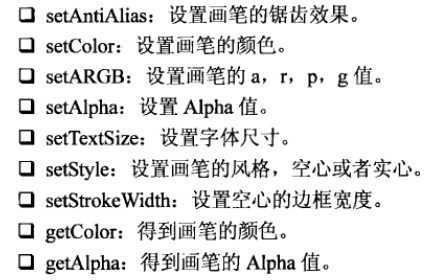 ❑ setAntiAlias：设置画笔的锯齿效果。
❑ setColor：设置画笔的颜色。
❑ setARGB：设置画笔的 a，r，p，g 值。
❑ setAlpha：设置 Alpha 值。
❑ setTextSize：设置字体尺寸。
❑ setStyle：设置画笔的风格，空心或者实心。
❑ setStrokeWidth：设置空心的边框宽度。
❑ getColor：得到画笔的颜色。
❑ getAlpha：得到画笔的 Alpha 值。